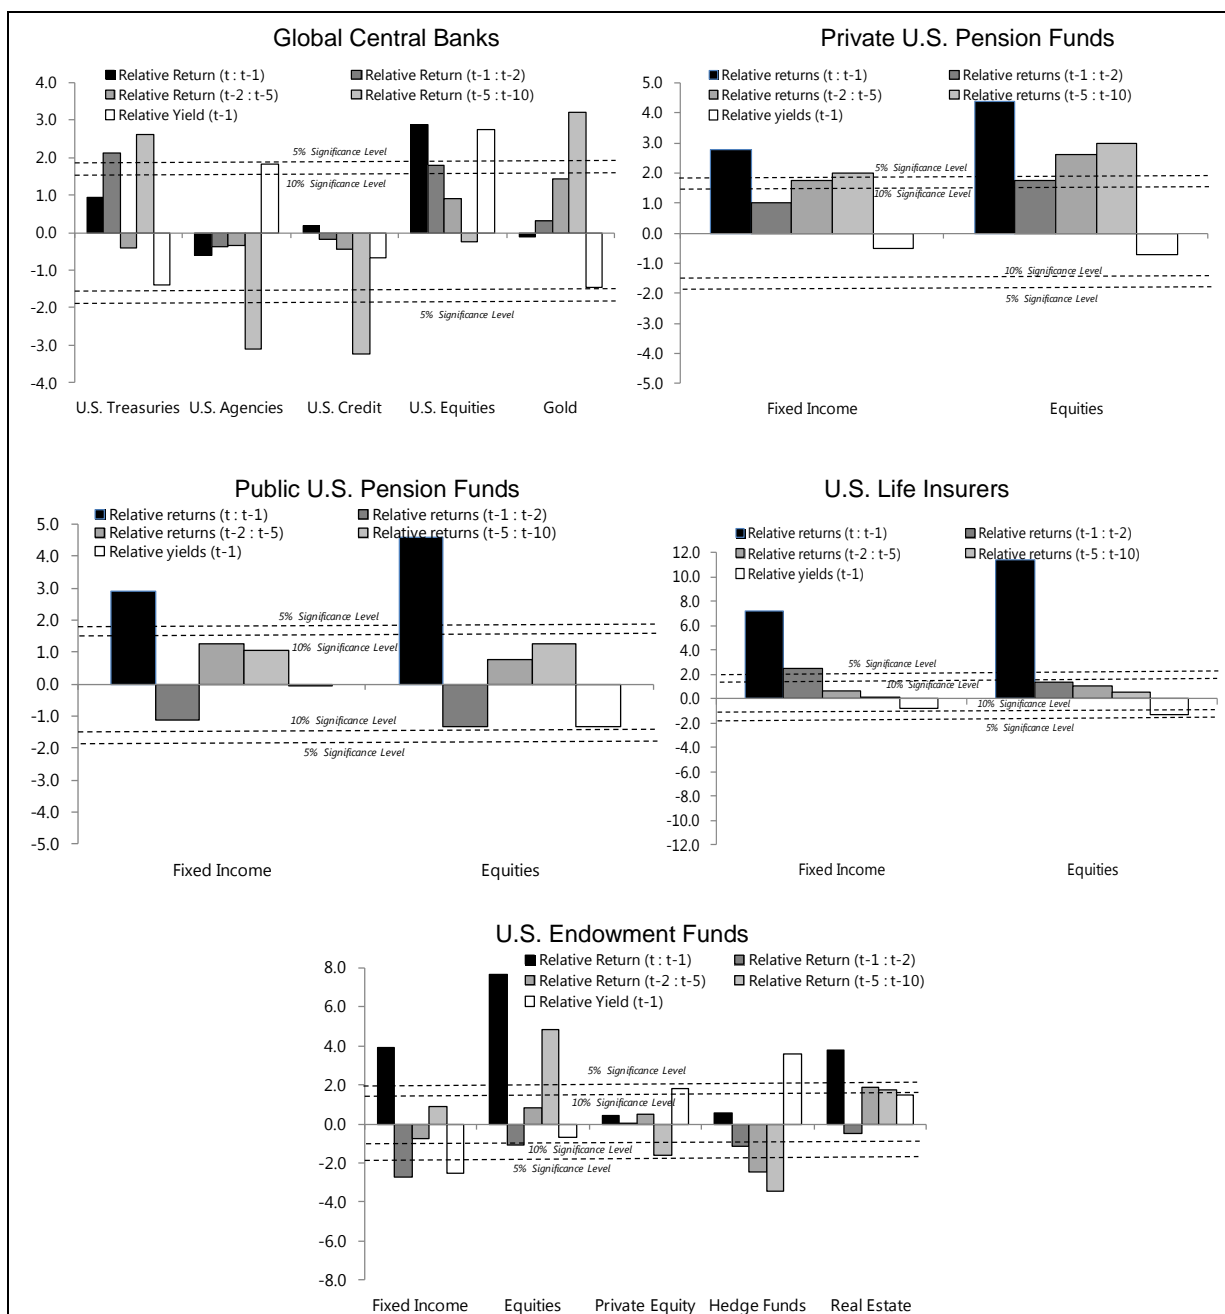 Global Central Banks
4.0
3.0
2.0
1.0
0.0
-1.0
-2.0
-3.0
-4.0
Relative Return (t : t-1)
Relative Return (t-1 : t-2)
Relative Return (t-2 : t-5)
Relative Return (t-5 : t-10)
Relative Yield (t-1)
5% Significance Level
10% Significance Level
5% Significance Level
U.S. Treasuries
U.S. Agencies
U.S. Credit
U.S. Equities
Gold
Private U.S. Pension Funds
5.0
4.0
3.0
2.0
1.0
0.0
-1.0
-2.0
-3.0
-4.0
-5.0
Relative returns (t : t-1)
Relative returns (t-1 : t-2)
Relative returns (t-2 : t-5)
Relative returns (t-5 : t-10)
Relative yields (t-1)
5% Significance Level
10% Significance Level
10% Significance Level
5% Significance Level
Fixed Income
Equities
Public U.S. Pension Funds
5.0
4.0
3.0
2.0
1.0
0.0
-1.0
-2.0
-3.0
-4.0
-5.0
Relative returns (t : t-1)
Relative returns (t-1 : t-2)
Relative returns (t-2 : t-5)
Relative returns (t-5 : t-10)
Relative yields (t-1)
5% Significance Level
10% Significance Level
10% Significance Level
5% Significance Level
Fixed Income
Equities
U.S. Life Insurers
12.0
10.0
8.0
6.0
4.0
2.0
0.0
-2.0
-4.0
-6.0
-8.0
-10.0
-12.0
Relative returns (t : t-1)
Relative returns (t-1 : t-2)
Relative returns (t-2 : t-5)
Relative returns (t-5 : t-10)
Relative yields (t-1)
5% Significance Level
10% Significance Level
10% Significance Level
5% Significance Level
Fixed Income
Equities
U.S. Endowment Funds
8.0
6.0
4.0
2.0
0.0
-2.0
-4.0
-6.0
-8.0
Relative Return (t : t-1)
Relative Return (t-1 : t-2)
Relative Return (t-2 : t-5)
Relative Return (t-5 : t-10)
Relative Yield (t-1)
5% Significance Level
10% Significance Level
10% Significance Level
5% Significance Level
Fixed Income
Equities
Private Equity
Hedge Funds
Real Estate